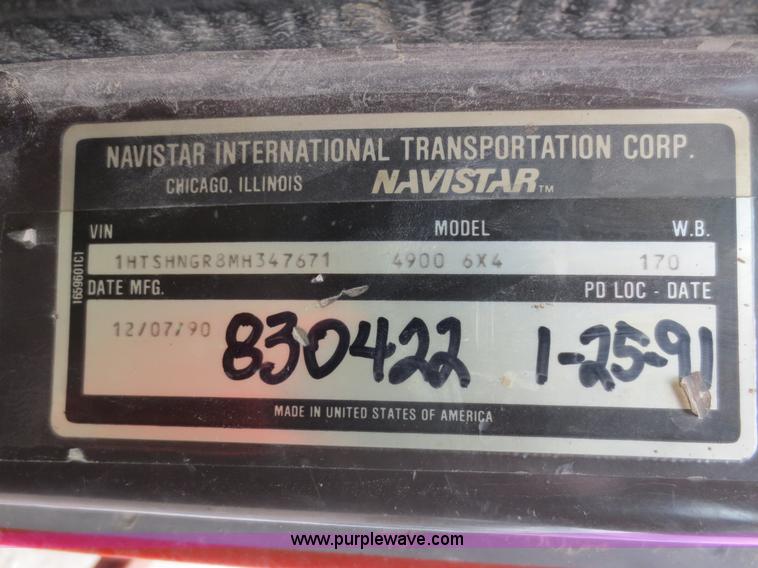 NAVISTAR INTERNATIONAL TRANSPORTATION CORP.
CHICAGO, ILLINOIS NAVISTAR™
VIN MODEL W.B.
1HTSHNGR8MH347671 4900 6X4 170
1659601C1
DATE MFG. PD LOC - DATE
12/07/90 830422 1-25-91
MADE IN UNITED STATES OF AMERICA
www.purplewave.com